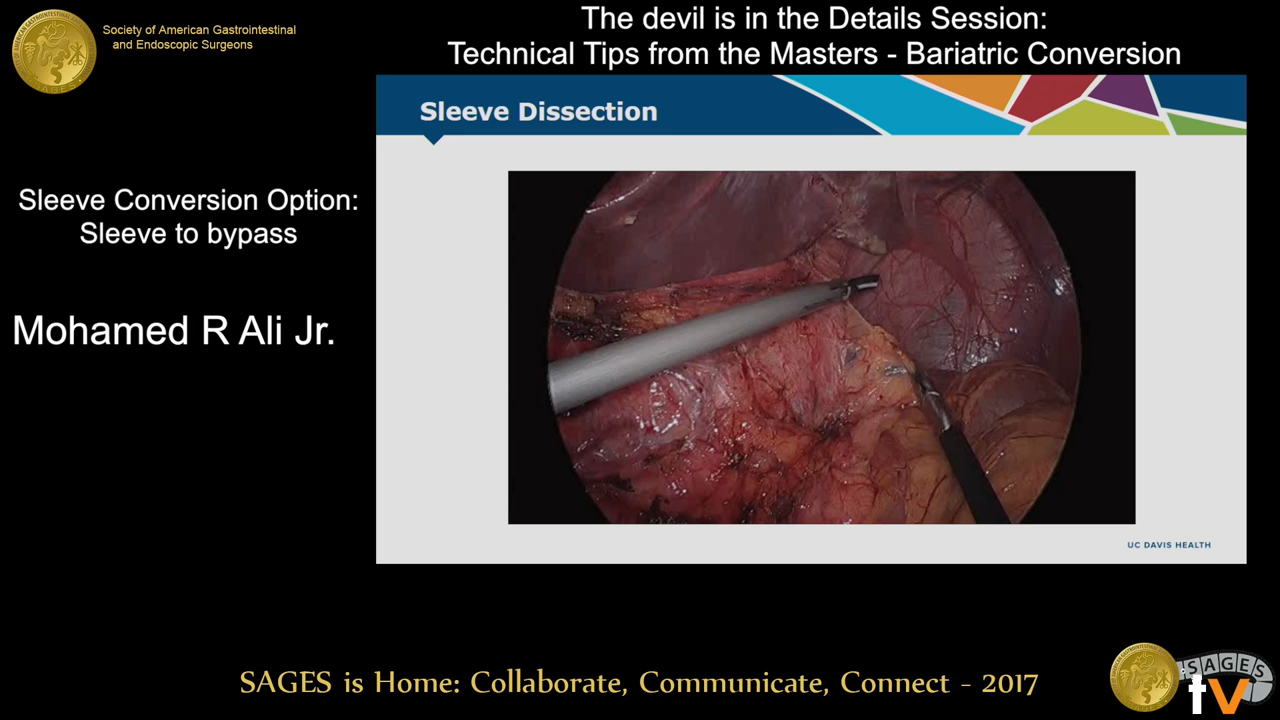 Society of American Gastrointestinal
and Endoscopic Surgeons
The devil is in the Details Session:
Technical Tips from the Masters - Bariatric Conversion
Sleeve Dissection
Sleeve Conversion Option:
Sleeve to bypass
Mohamed R Ali Jr.
UC DAVIS HEALTH
SAGES is Home: Collaborate, Communicate, Connect - 2017
SAGES
tv